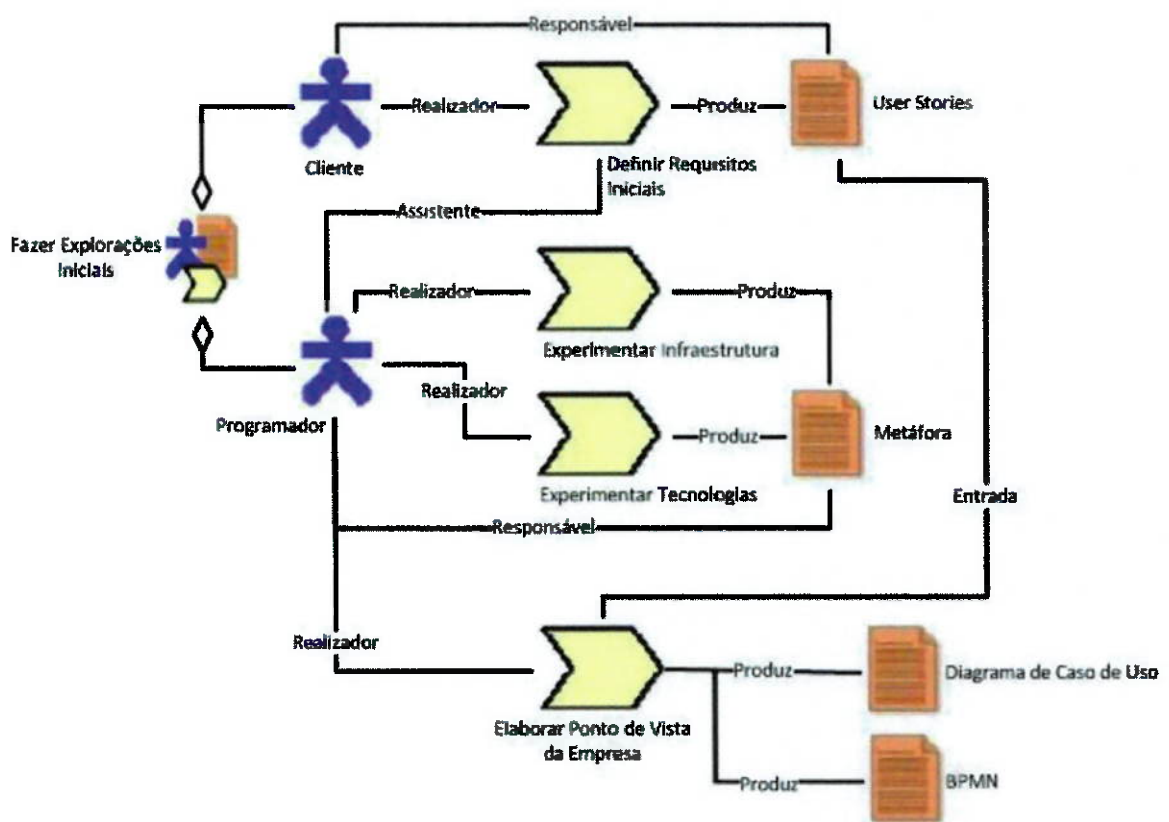 Responsável
Realizador
Produz
User Stories
Cliente
Definir Requisitos
Iniciais
Assistente
Fazer Explorações
Iniciais
Realizador
Produz
Experimentar Infraestrutura
Realizador
Programador
Produz
Metáfora
Experimentar Tecnologias
Entrada
Responsável
Realizador
Produz
Diagrama de Caso de Uso
Elaborar Ponto de Vista
da Empresa
Produz
BPMN